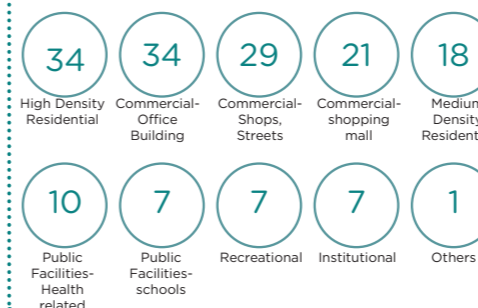 34 34 29 21 18
High Density Commercial- Commercial- Commercial- Medium
Residential Office Shops, shopping Density
Building Streets mall
10 7 7 7 1
Public Public Recreational Institutional Others
Facilities- Facilities-
Health schools
related